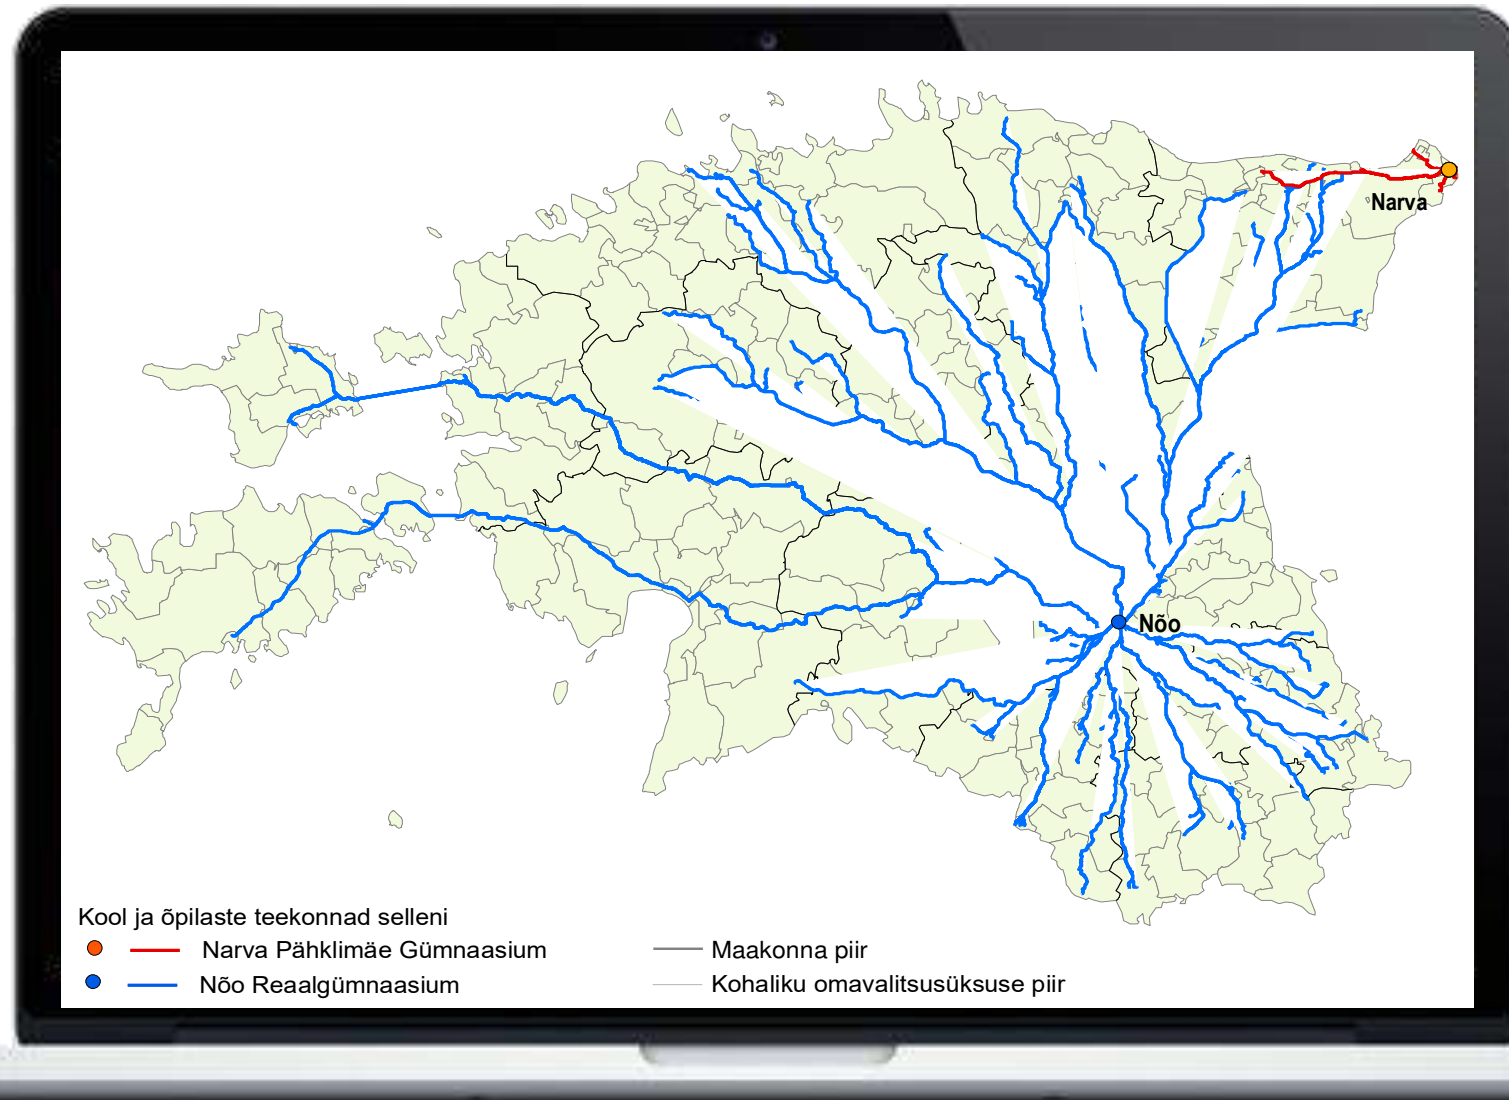 Narva
Nõo
Kool ja õpilaste teekonnad selleni
Narva Pähklimäe Gümnaasium
Nõo Reaalgümnaasium
Maakonna piir
Kohaliku omavalitsusüksuse piir